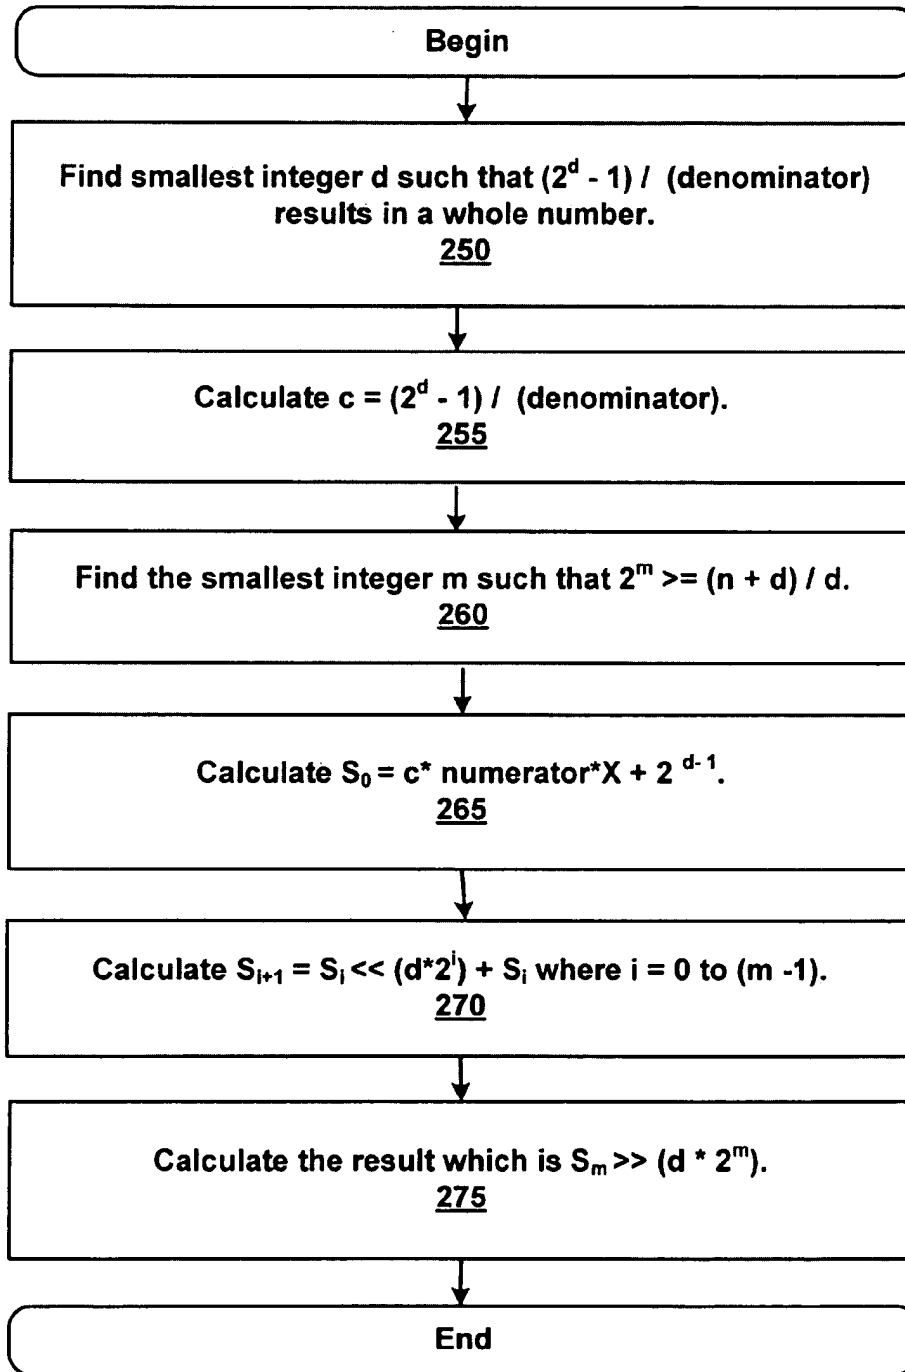 Begin
Find smallest integer d such that (2^d - 1) / (denominator)
results in a whole number.
250
Calculate c = (2^d - 1) / (denominator).
255
Find the smallest integer m such that 2^m >= (n + d) / d.
260
Calculate S₀ = c* numerator*X + 2^(d-1).
265
Calculate Sᵢ₊₁ = Sᵢ << (d*2^i) + Sᵢ where i = 0 to (m -1).
270
Calculate the result which is Sₘ >> (d * 2^m).
275
End